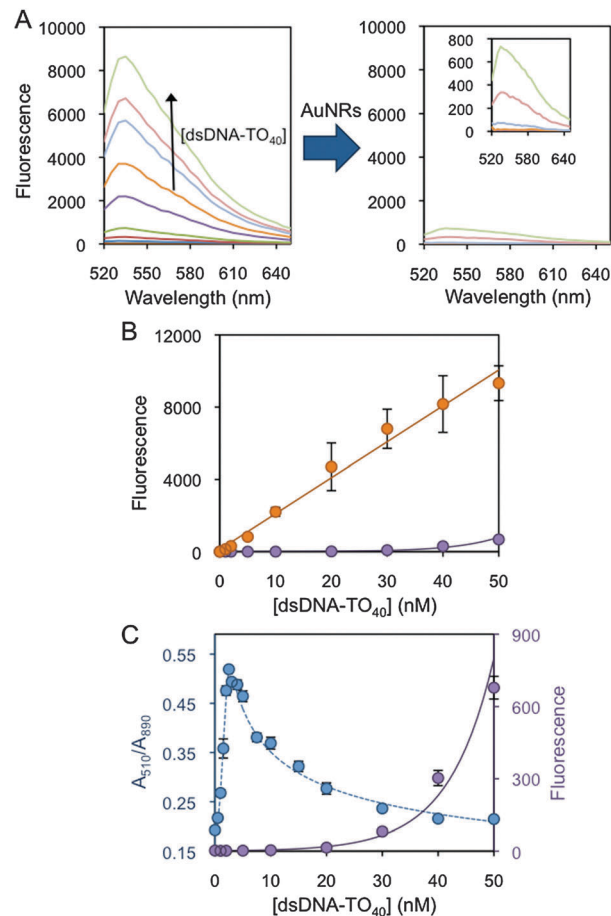 A
10000
8000
6000
4000
2000
0
Fluorescence
[dsDNA-TO40]
520 550 580 610 640
Wavelength (nm)
AuNRs
10000
8000
6000
4000
2000
0
800
600
400
200
0
520 580 640
520 550 580 610 640
Wavelength (nm)
B
12000
8000
4000
0
Fluorescence
0 10 20 30 40 50
[dsDNA-TO40] (nM)
C
0.55
0.45
0.35
0.25
0.15
A510/A890
900
600
300
0
Fluorescence
0 10 20 30 40 50
[dsDNA-TO40] (nM)